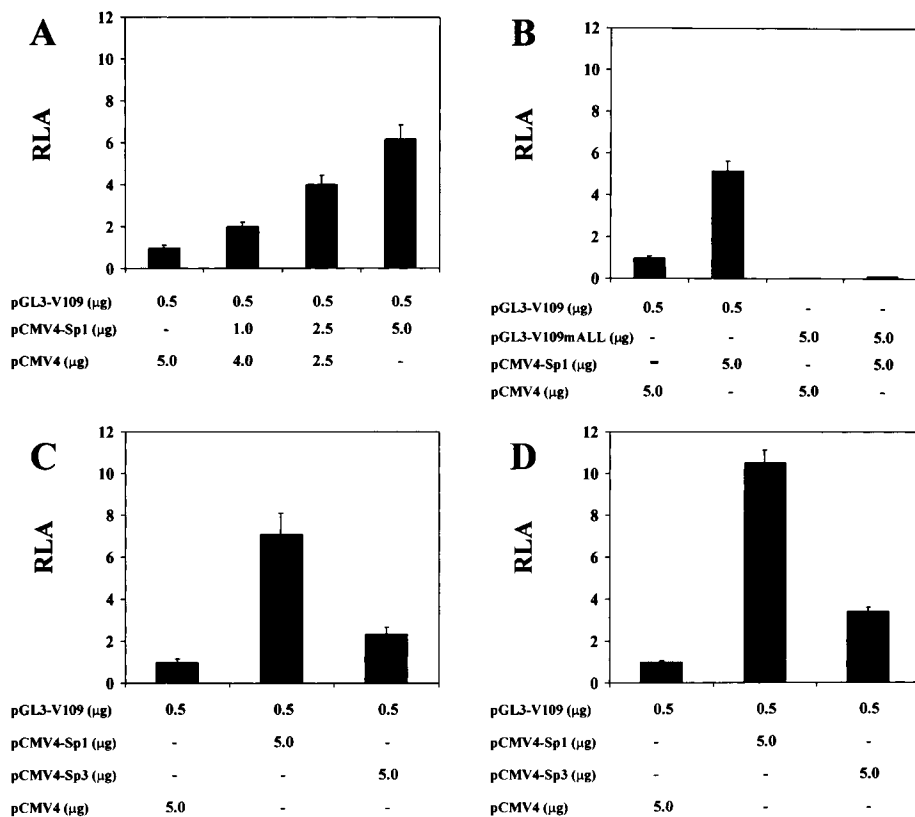 A
RLA
12
10
8
6
4
2
0
pGL3-V109 (µg) 0.5 0.5 0.5 0.5
pCMV4-Sp1 (µg) - 1.0 2.5 5.0
pCMV4 (µg) 5.0 4.0 2.5 -
B
RLA
12
10
8
6
4
2
0
pGL3-V109 (µg) 0.5 0.5 - -
pGL3-V109mALL (µg) - - 5.0 5.0
pCMV4-Sp1 (µg) - 5.0 - 5.0
pCMV4 (µg) 5.0 - 5.0 -
C
RLA
12
10
8
6
4
2
0
pGL3-V109 (µg) 0.5 0.5 0.5
pCMV4-Sp1 (µg) - 5.0 -
pCMV4-Sp3 (µg) - - 5.0
pCMV4 (µg) 5.0 - -
D
RLA
12
10
8
6
4
2
0
pGL3-V109 (µg) 0.5 0.5 0.5
pCMV4-Sp1 (µg) - 5.0 -
pCMV4-Sp3 (µg) - - 5.0
pCMV4 (µg) 5.0 - -